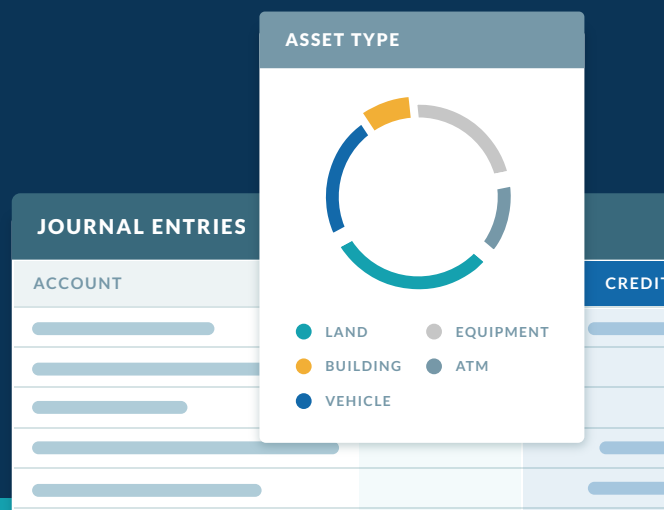 ASSET TYPE
JOURNAL ENTRIES
ACCOUNT
CREDIT
LAND
EQUIPMENT
BUILDING
ATM
VEHICLE